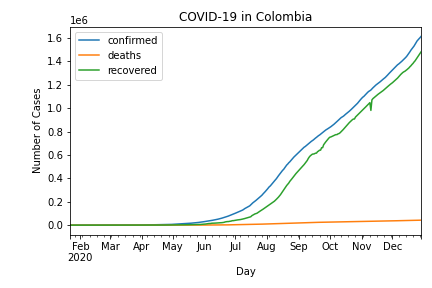 COVID-19 in Colombia
1e6
confirmed
deaths
recovered
Number of Cases
1.6
1.4
1.2
1.0
0.8
0.6
0.4
0.2
0.0
Feb Mar Apr May Jun Jul Aug Sep Oct Nov Dec
2020
Day